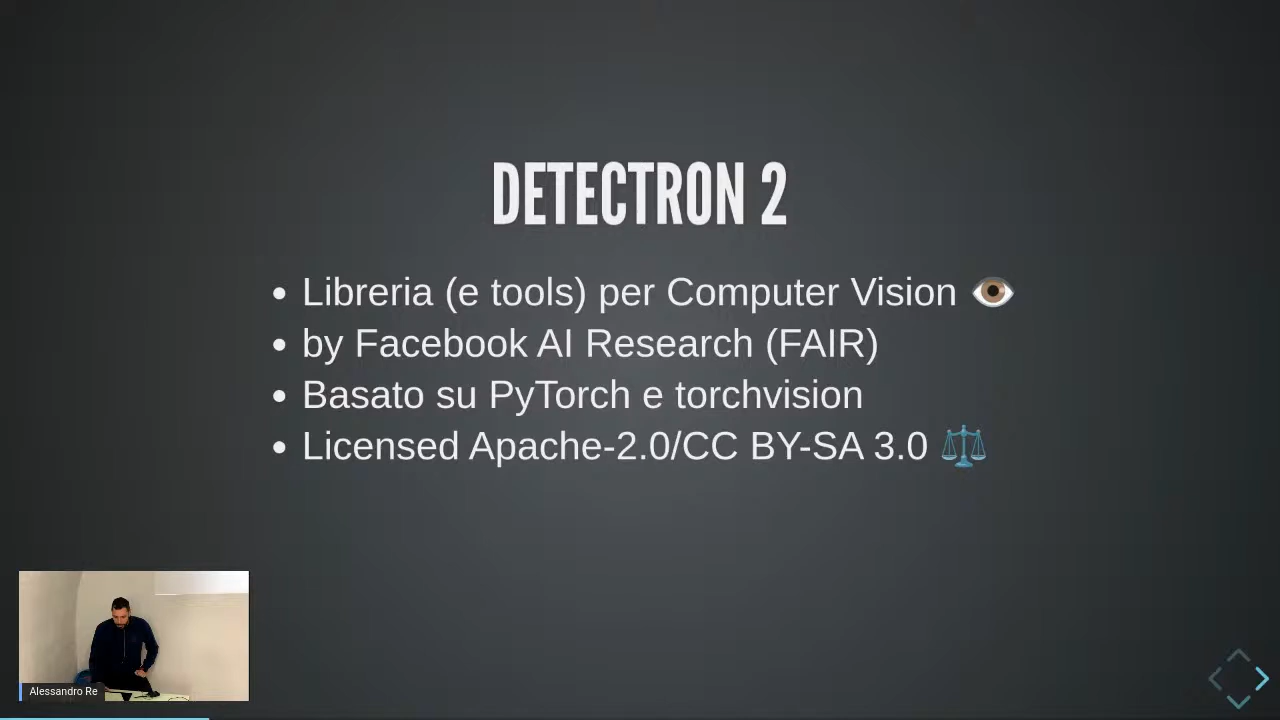 DETECTRON 2
Libreria (e tools) per Computer Vision 👁️
by Facebook AI Research (FAIR)
Basato su PyTorch e torchvision
Licensed Apache-2.0/CC BY-SA 3.0 ⚖️
Alessandro Re